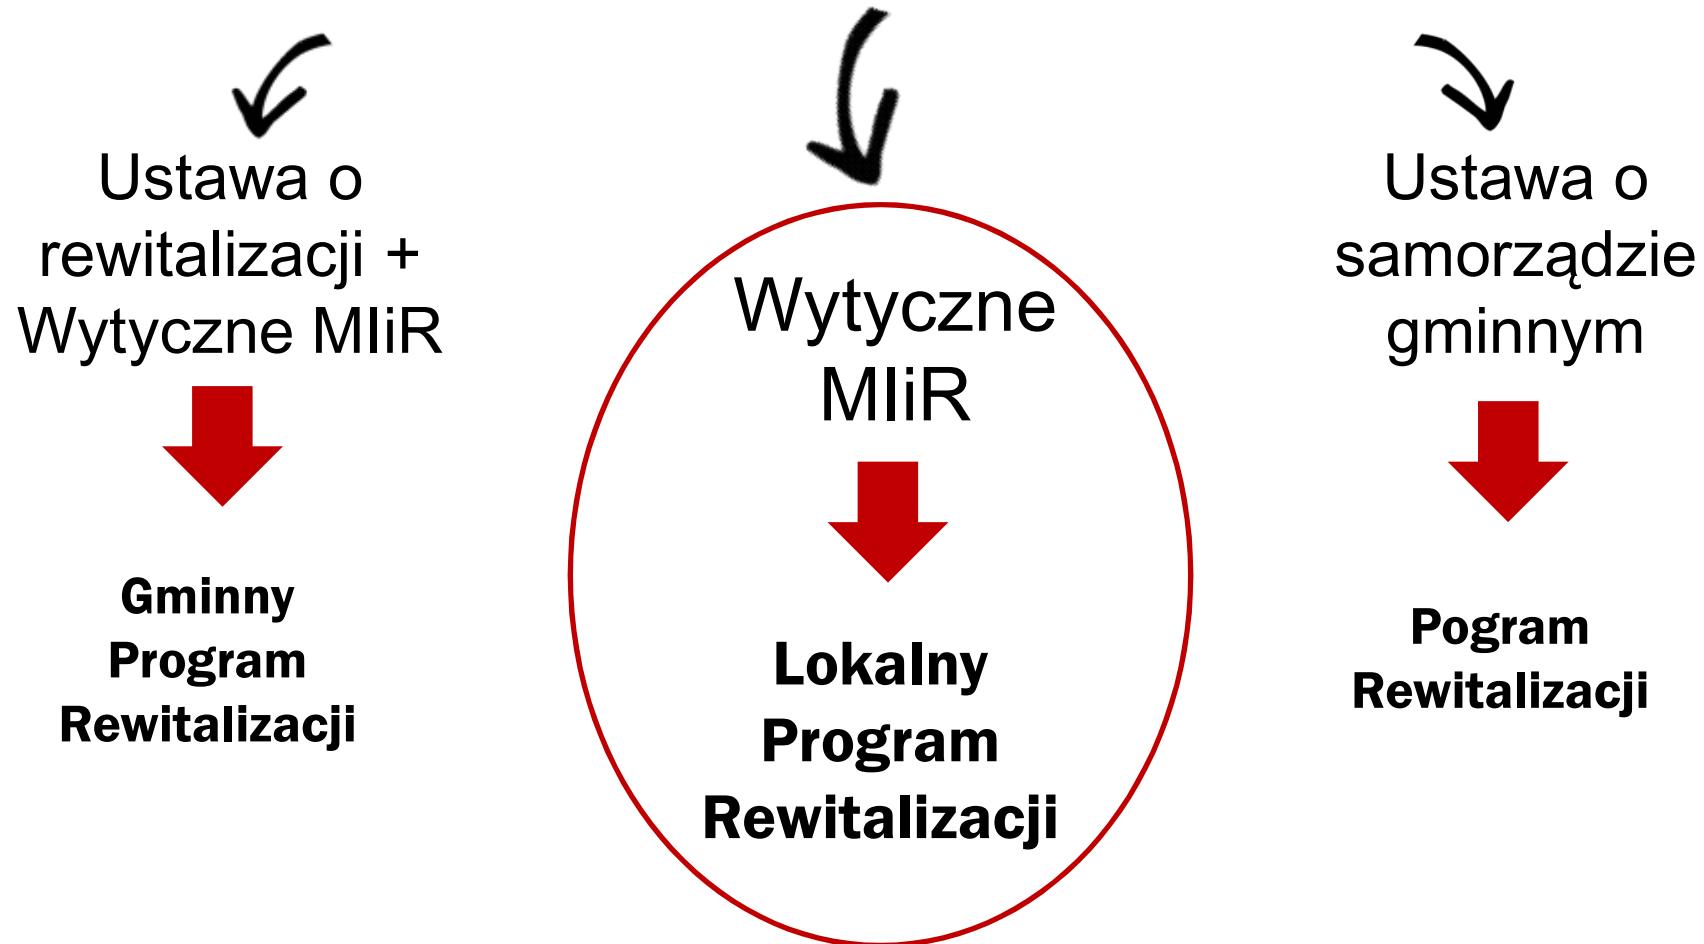 Ustawa o
rewitalizacji +
Wytyczne MIiR
Gminny
Program
Rewitalizacji
Wytyczne
MIiR
Lokalny
Program
Rewitalizacji
Ustawa o
samorządzie
gminnym
Pogram
Rewitalizacji